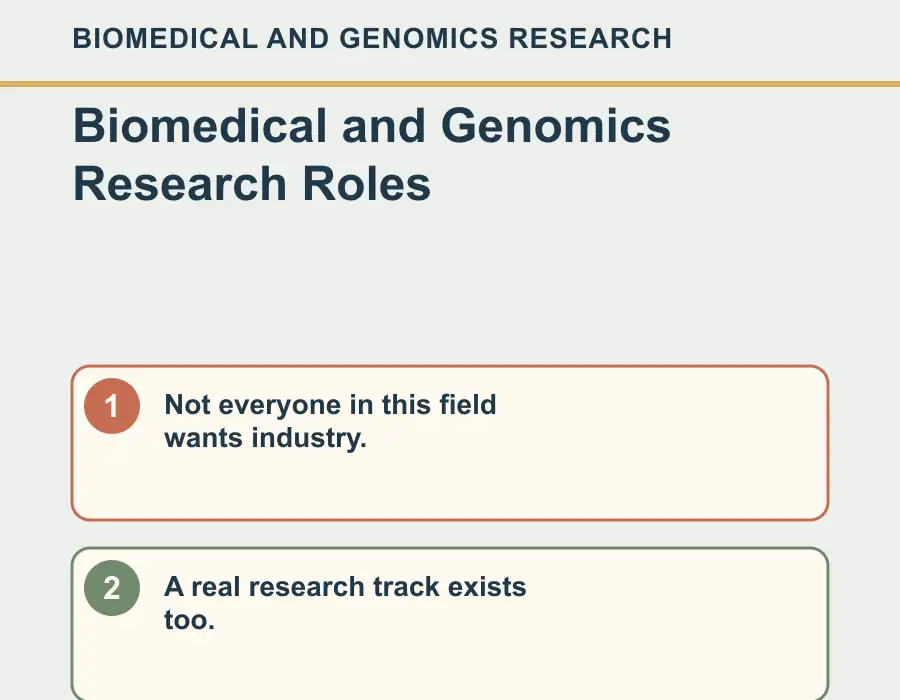 BIOMEDICAL AND GENOMICS RESEARCH
Biomedical and Genomics
Research Roles
1
Not everyone in this field
wants industry.
2
A real research track exists
too.